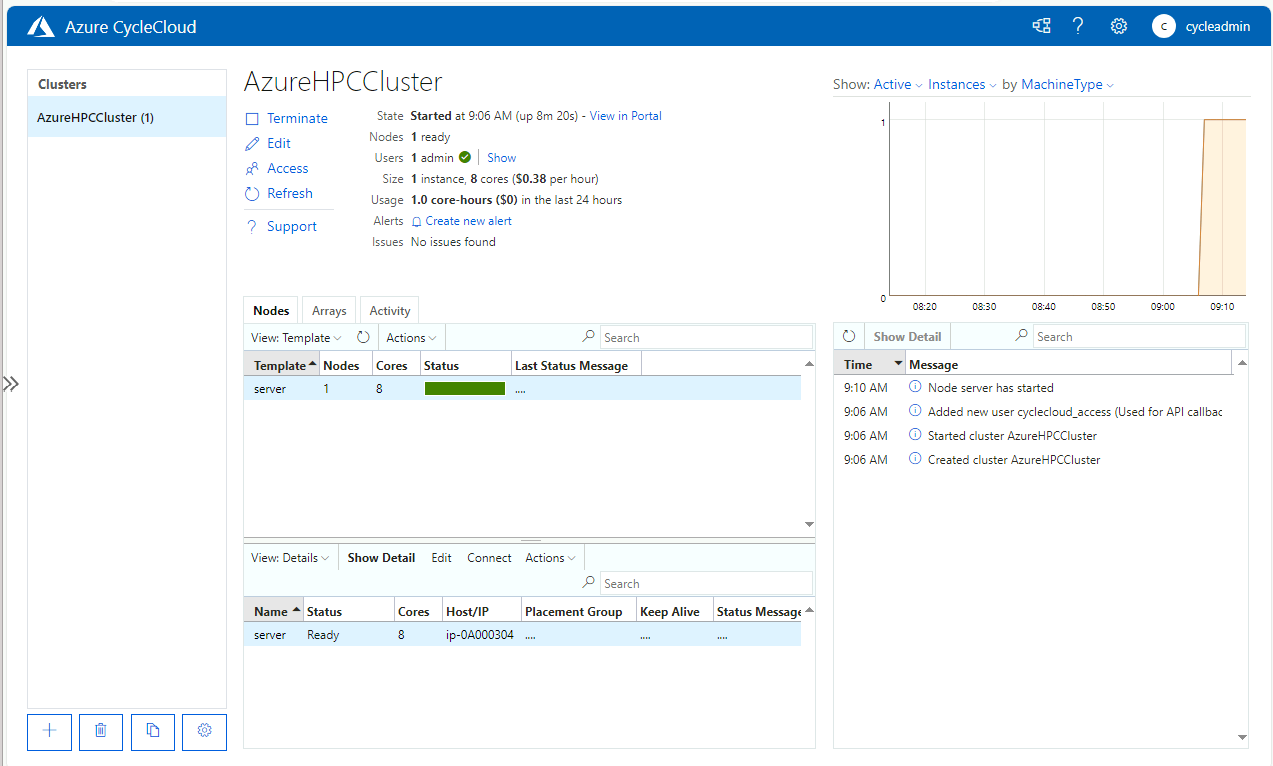 Azure CycleCloud
C cycleadmin
Clusters
AzureHPCCluster (1)
AzureHPCCluster
Terminate
Edit
Access
Refresh
Support
State Started at 9:06 AM (up 8m 20s) - View in Portal
Nodes 1 ready
Users 1 admin Show
Size 1 instance, 8 cores ($0.38 per hour)
Usage 1.0 core-hours ($0) in the last 24 hours
Alerts Create new alert
Issues No issues found
Show: Active Instances by MachineType
1
0
08:20 08:30 08:40 08:50 09:00 09:10
Nodes Arrays Activity
View: Template Actions Search
Template Nodes Cores Status Last Status Message
server 1 8 ....
View: Details Show Detail Edit Connect Actions
Search
Name Status Cores Host/IP Placement Group Keep Alive Status Message
server Ready 8 ip-0A000304 .... .... ....
Show Detail Search
Time Message
9:10 AM Node server has started
9:06 AM Added new user cyclecloud_access (Used for API callbac
9:06 AM Started cluster AzureHPCCluster
9:06 AM Created cluster AzureHPCCluster